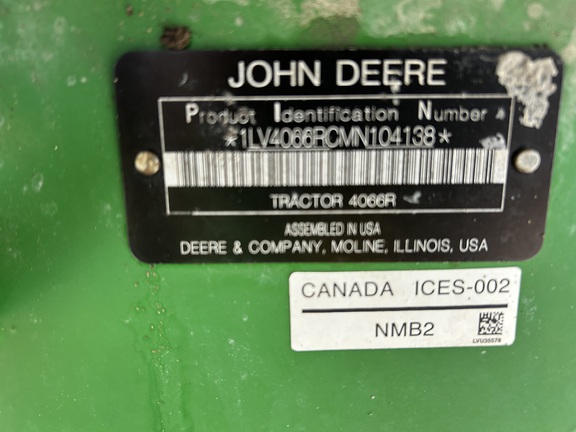 JOHN DEERE
Product Identification Number
*1LV4066RCMN104138*
TRACTOR 4066R
ASSEMBLED IN USA
DEERE & COMPANY, MOLINE, ILLINOIS, USA
CANADA ICES-002
NMB2
LVU35578